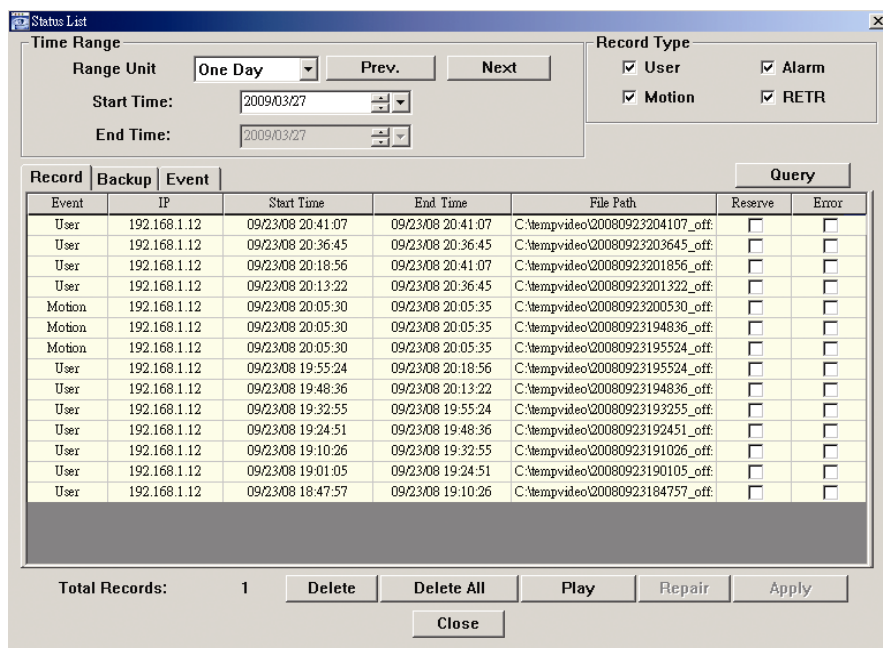 Status List
Time Range
Record Type
Range Unit One Day Prev. Next
User Alarm
Start Time: 2009/03/27
Motion RETR
End Time: 2009/03/27
Record Backup Event Query
Event IP Start Time End Time File Path Reserve Error
User 192.168.1.12 09/23/08 20:41:07 09/23/08 20:41:07 C:\tempvideo\20080923204107_off:
User 192.168.1.12 09/23/08 20:36:45 09/23/08 20:36:45 C:\tempvideo\20080923203645_off:
User 192.168.1.12 09/23/08 20:18:56 09/23/08 20:41:07 C:\tempvideo\20080923201856_off:
User 192.168.1.12 09/23/08 20:13:22 09/23/08 20:36:45 C:\tempvideo\20080923201322_off:
Motion 192.168.1.12 09/23/08 20:05:30 09/23/08 20:05:35 C:\tempvideo\20080923200530_off:
Motion 192.168.1.12 09/23/08 20:05:30 09/23/08 20:05:35 C:\tempvideo\20080923194836_off:
Motion 192.168.1.12 09/23/08 20:05:30 09/23/08 20:05:35 C:\tempvideo\20080923195524_off:
User 192.168.1.12 09/23/08 19:55:24 09/23/08 20:18:56 C:\tempvideo\20080923195524_off:
User 192.168.1.12 09/23/08 19:48:36 09/23/08 20:13:22 C:\tempvideo\20080923194836_off:
User 192.168.1.12 09/23/08 19:32:55 09/23/08 19:55:24 C:\tempvideo\20080923193255_off:
User 192.168.1.12 09/23/08 19:24:51 09/23/08 19:48:36 C:\tempvideo\20080923192451_off:
User 192.168.1.12 09/23/08 19:10:26 09/23/08 19:32:55 C:\tempvideo\20080923191026_off:
User 192.168.1.12 09/23/08 19:01:05 09/23/08 19:24:51 C:\tempvideo\20080923190105_off:
User 192.168.1.12 09/23/08 18:47:57 09/23/08 19:10:26 C:\tempvideo\20080923184757_off:
Total Records: 1 Delete Delete All Play Repair Apply
Close